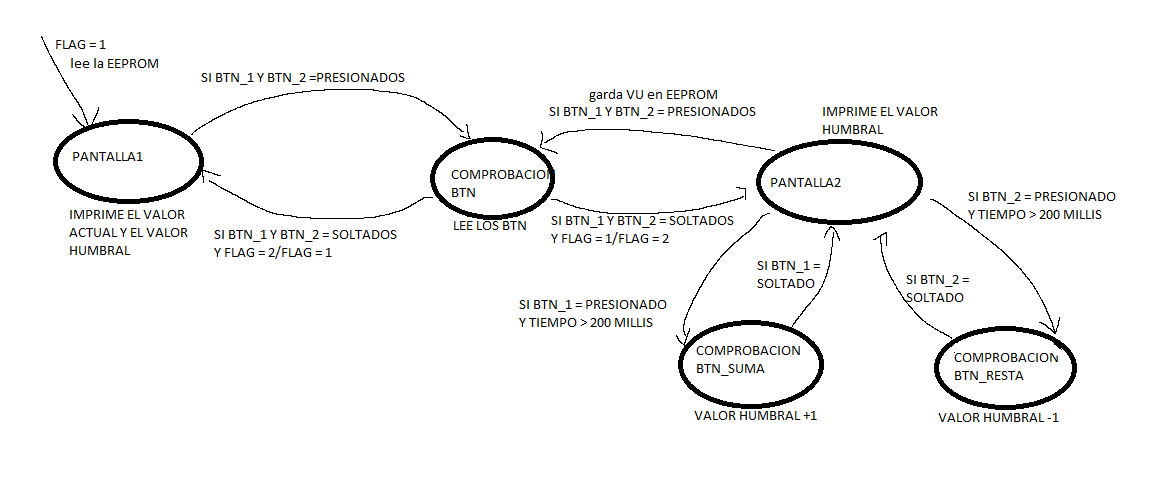 FLAG = 1
lee la EEPROM
SI BTN_1 Y BTN_2 =PRESIONADOS
PANTALLA1
IMPRIME EL VALOR
ACTUAL Y EL VALOR
HUMBRAL
SI BTN_1 Y BTN_2 = SOLTADOS
Y FLAG = 2/FLAG = 1
COMPROBACION
BTN
LEE LOS BTN
garda VU en EEPROM
SI BTN_1 Y BTN_2 = PRESIONADOS
SI BTN_1 Y BTN_2 = SOLTADOS
Y FLAG = 1/FLAG = 2
IMPRIME EL VALOR
HUMBRAL
PANTALLA2
SI BTN_2 = PRESIONADO
Y TIEMPO > 200 MILLIS
SI BTN_1 =
SOLTADO
SI BTN_2 =
SOLTADO
SI BTN_1 = PRESIONADO
Y TIEMPO > 200 MILLIS
COMPROBACION
BTN_SUMA
VALOR HUMBRAL +1
COMPROBACION
BTN_RESTA
VALOR HUMBRAL -1